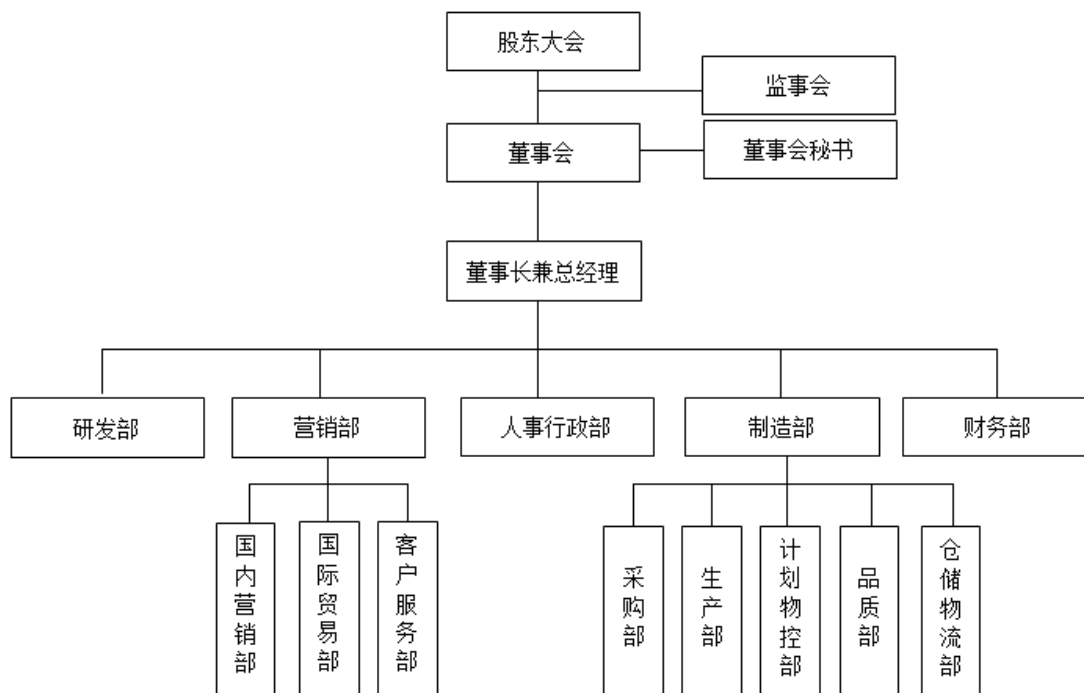 股东大会
监事会
董事会
董事会秘书
董事长兼总经理
研发部
营销部
人事行政部
制造部
财务部
国内营销部
国际贸易部
客户服务部
采购部
生产部
计划物控部
品质部
仓储物流部